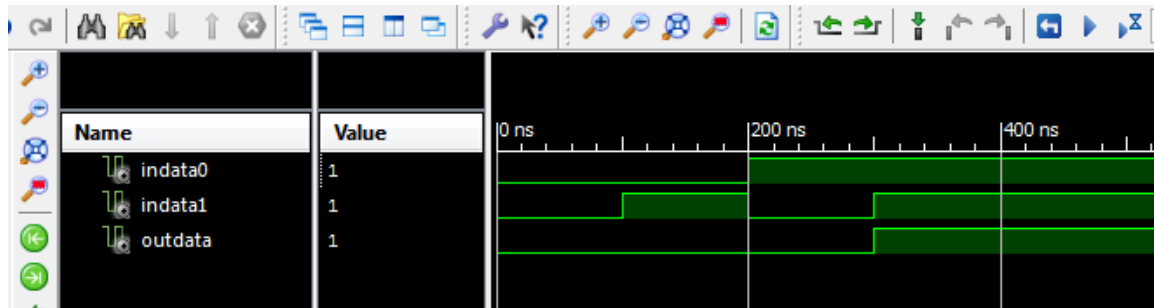 Name Value 0 ns 200 ns 400 ns
indata0 1
indata1 1
outdata 1